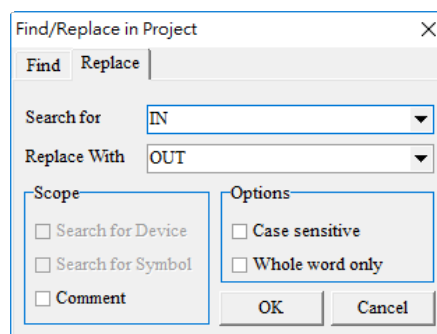 Find/Replace in Project
Find Replace
Search for IN
Replace With OUT
Scope
Search for Device
Search for Symbol
Comment
Options
Case sensitive
Whole word only
OK Cancel